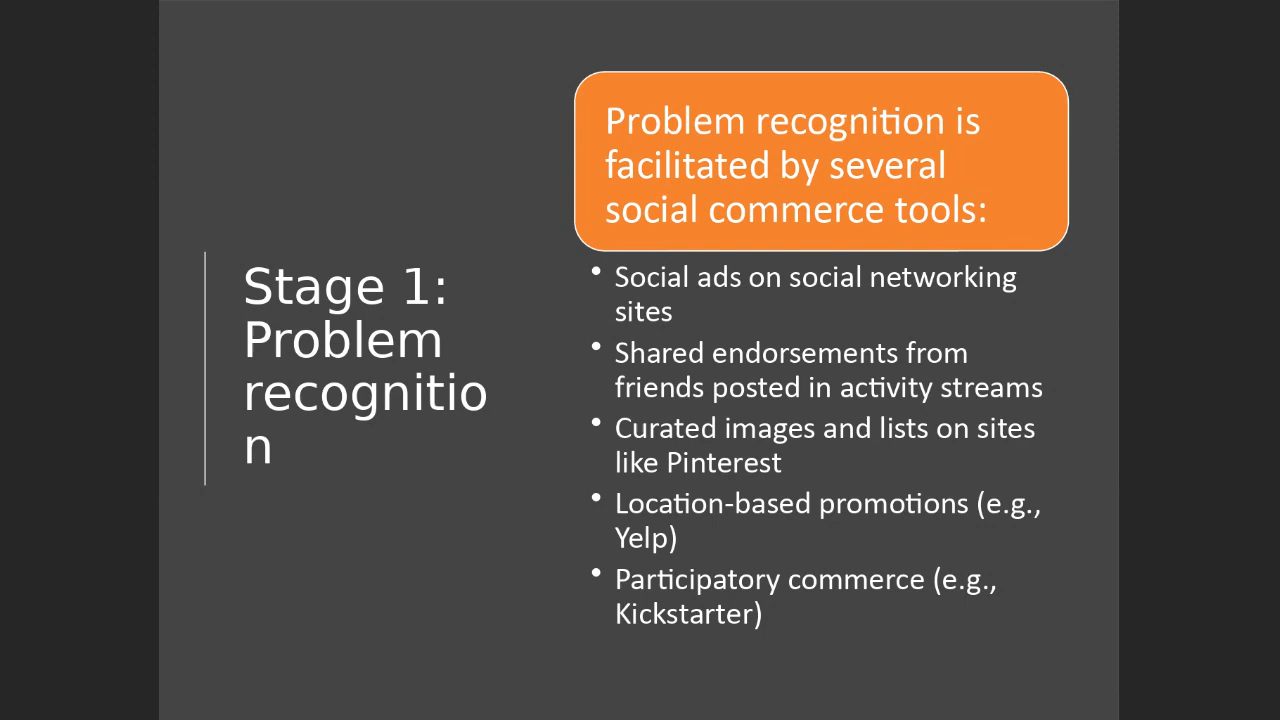 Stage 1:
Problem
recognitio
n
Problem recognition is
facilitated by several
social commerce tools:
• Social ads on social networking
sites
• Shared endorsements from
friends posted in activity streams
• Curated images and lists on sites
like Pinterest
• Location-based promotions (e.g.,
Yelp)
• Participatory commerce (e.g.,
Kickstarter)